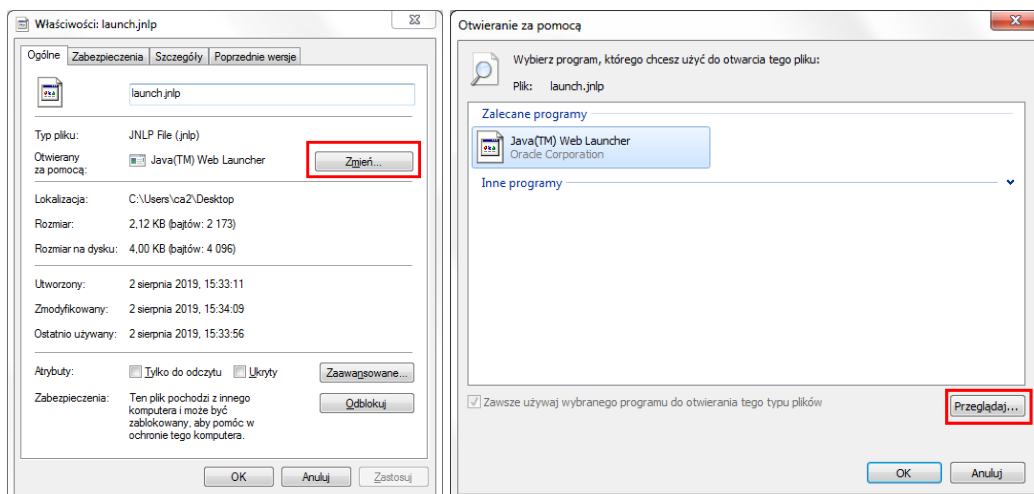 Właściwości: launch.jnlp
Ogólne Zabezpieczenia Szczegóły Poprzednie wersje
launch.jnlp
Typ pliku: JNLP File (.jnlp)
Otwierany za pomocą: Java(TM) Web Launcher Zmień...
Lokalizacja: C:\Users\ca2\Desktop
Rozmiar: 2,12 KB (bajtów: 2 173)
Rozmiar na dysku: 4,00 KB (bajtów: 4 096)
Utworzony: 2 sierpnia 2019, 15:33:11
Zmodyfikowany: 2 sierpnia 2019, 15:34:09
Ostatnio używany: 2 sierpnia 2019, 15:33:56
Atrybuty: Tylko do odczytu Ukryty Zaawansowane...
Zabezpieczenia: Ten plik pochodzi z innego
komputera i może być
zablokowany, aby pomóc w
ochronie tego komputera.
Odblokuj
OK Anuluj Zastosuj
Otwieranie za pomocą
Wybierz program, którego chcesz użyć do otwarcia tego pliku:
Plik: launch.jnlp
Zalecane programy
Java(TM) Web Launcher
Oracle Corporation
Inne programy
Zawsze używaj wybranego programu do otwierania tego typu plików
Przeglądaj...
OK Anuluj